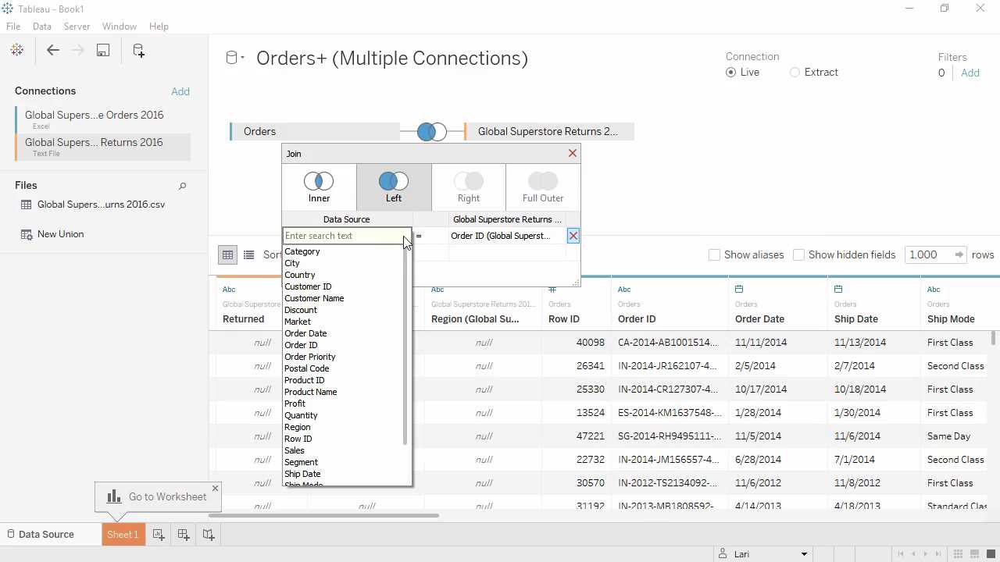 Tableau - Book1
File Data Server Window Help
Orders+ (Multiple Connections)
Connection
Live Extract
Filters
0 Add
Connections Add
Global Supers...e Orders 2016
Excel
Global Supers... Returns 2016
Text File
Files
Global Supers...urns 2016.csv
New Union
Orders
Global Superstore Returns 2...
Join
Inner Left Right Full Outer
Data Source Global Superstore Returns ...
Enter search text = Order ID (Global Superst...
Category
City
Country
Customer ID
Customer Name
Discount
Market
Order Date
Order ID
Order Priority
Postal Code
Product ID
Product Name
Profit
Quantity
Region
Row ID
Sales
Segment
Ship Date
Ship Mode
Show aliases Show hidden fields 1.000 rows
Abc Abc Abc Abc
Global Superstore Global Superstore Returns 201... Orders Orders Orders Orders Orders
Returned Region (Global Su... Row ID Order ID Order Date Ship Date Ship Mode
null null 40098 CA-2014-AB1001514... 11/11/2014 11/13/2014 First Class
null null 26341 IN-2014-JR162107-4... 2/5/2014 2/7/2014 Second Class
null null 25330 IN-2014-CR127307-4... 10/17/2014 10/18/2014 First Class
null null 13524 ES-2014-KM1637548-... 1/28/2014 1/30/2014 First Class
null null 47221 SG-2014-RH9495111-... 11/5/2014 11/6/2014 Same Day
null null 22732 IN-2014-JM156557-4... 6/28/2014 7/1/2014 Second Class
null 30570 IN-2012-TS2134092-... 11/6/2012 11/8/2012 First Class
null null null 31192 IN-2013-MB1808592-... 4/14/2013 4/18/2013 Standard Clas
Go to Worksheet
Data Source Sheet 1
Lari